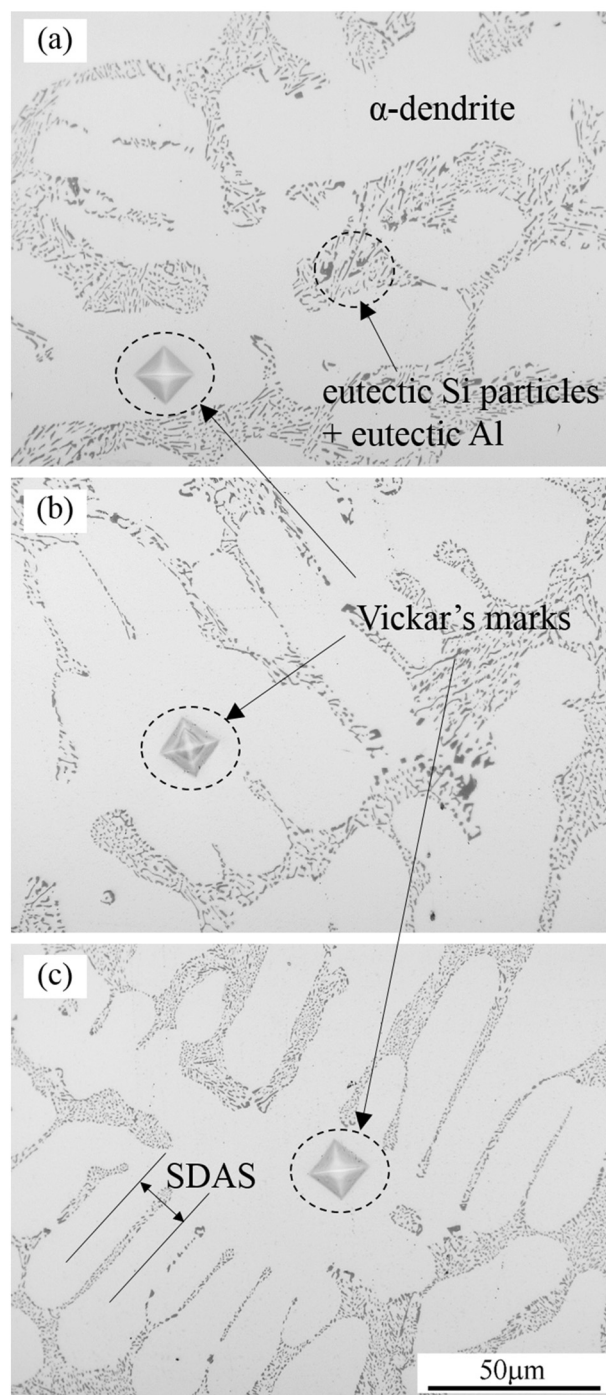 (a)
α-dendrite
eutectic Si particles
+ eutectic Al
(b)
Vickar's marks
(c)
SDAS
50μm